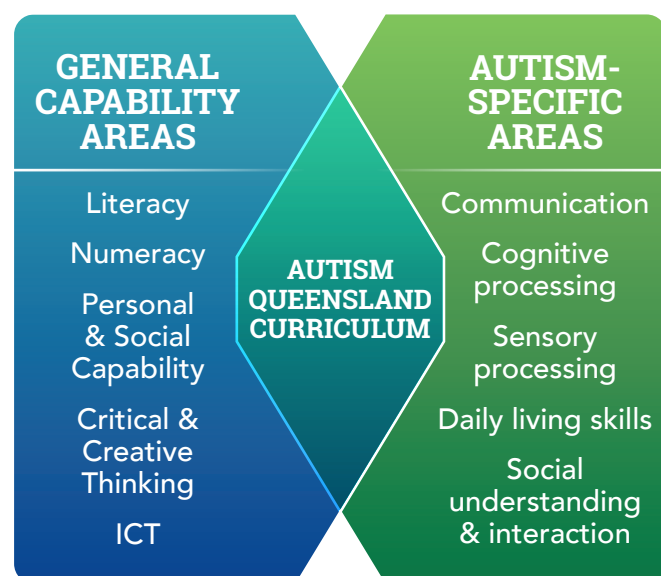 GENERAL
CAPABILITY
AREAS
Literacy
Numeracy
Personal
& Social
Capability
Critical &
Creative
Thinking
ICT
AUTISM
QUEENSLAND
CURRICULUM
AUTISM-
SPECIFIC
AREAS
Communication
Cognitive
processing
Sensory
processing
Daily living skills
Social
understanding
& interaction